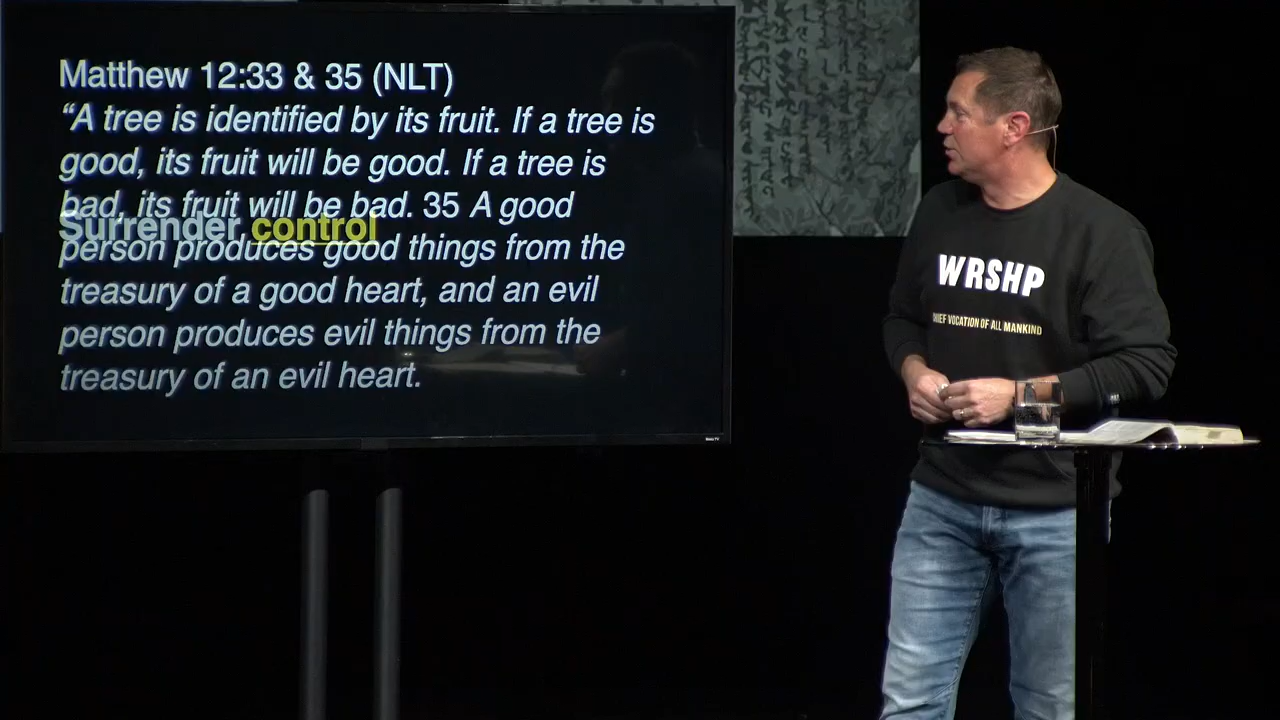 Matthew 12:33 & 35 (NLT)
“A tree is identified by its fruit. If a tree is
good, its fruit will be good. If a tree is
bad, its fruit will be bad. 35 A good
Surrender control
person produces good things from the
treasury of a good heart, and an evil
person produces evil things from the
treasury of an evil heart.
WRSHP
CHIEF VOCATION OF ALL MANKIND